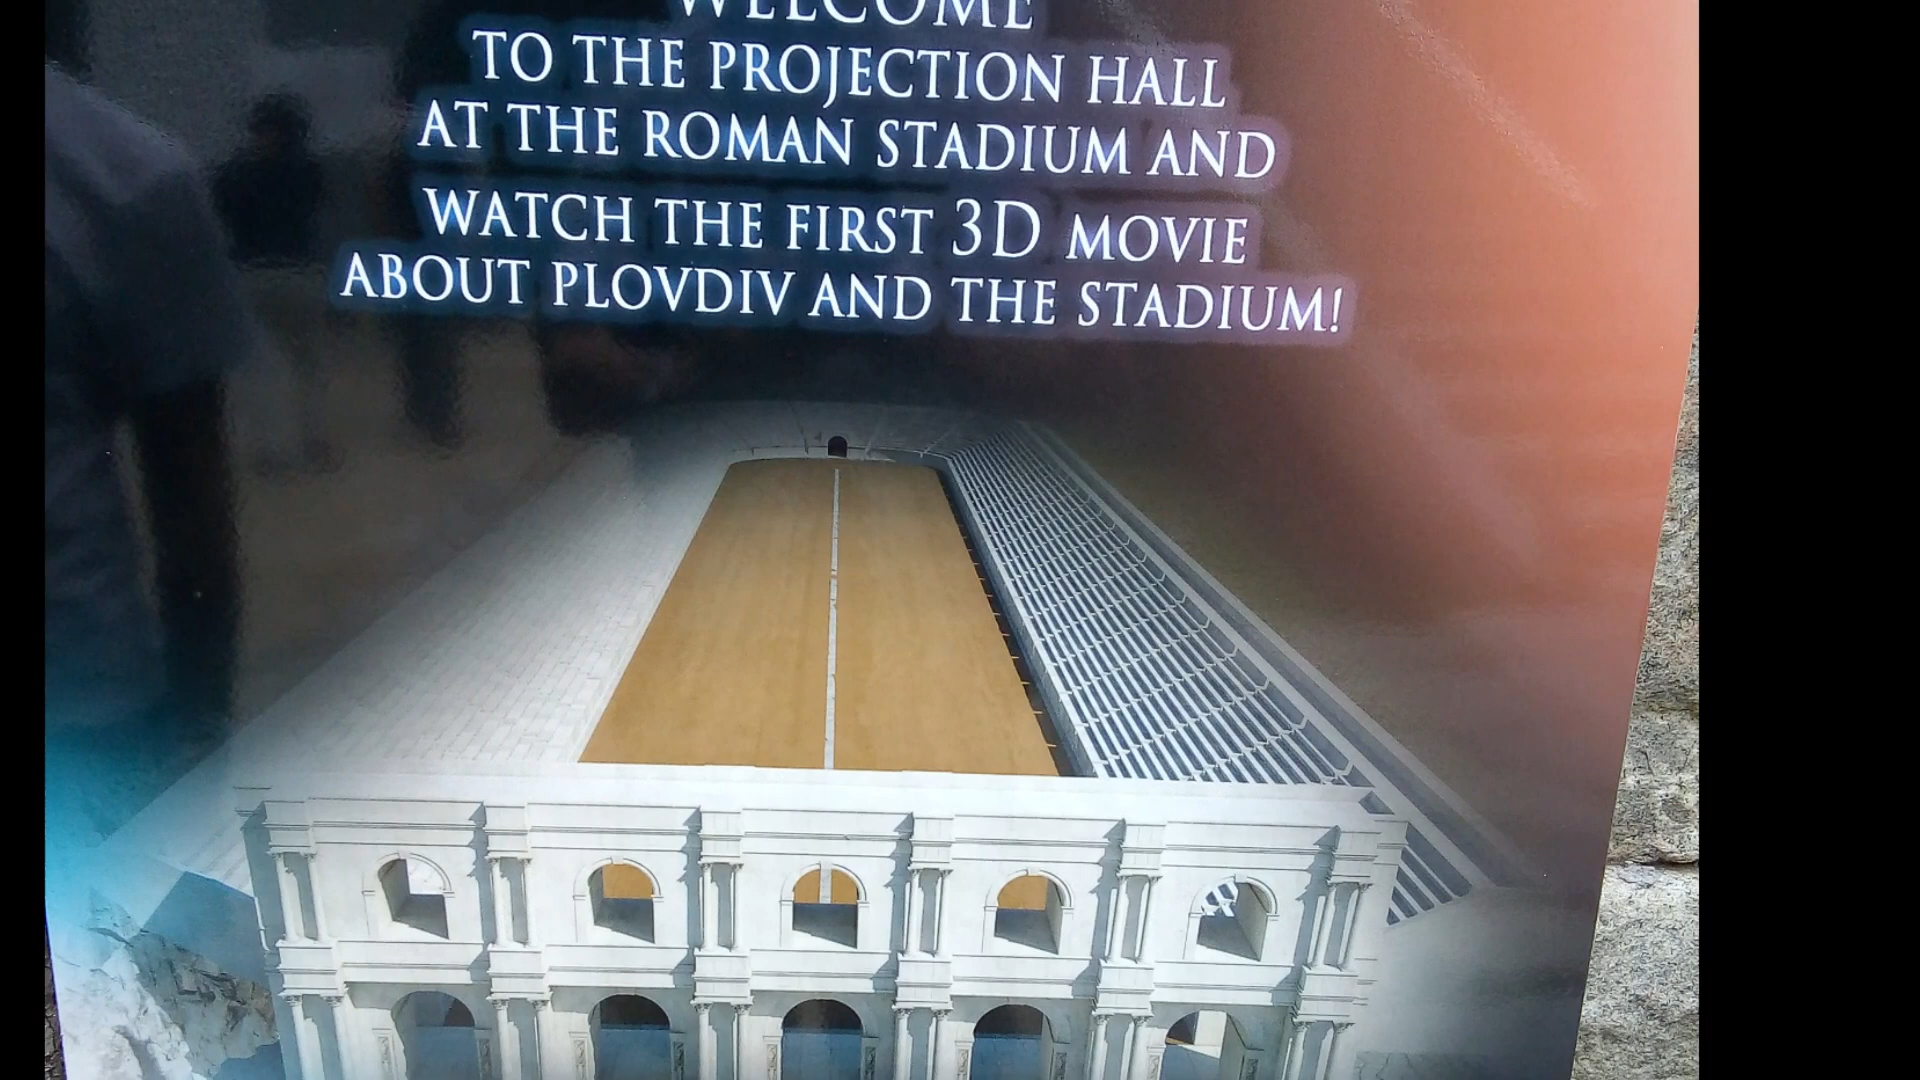 WELCOME
TO THE PROJECTION HALL
AT THE ROMAN STADIUM AND
WATCH THE FIRST 3D MOVIE
ABOUT PLOVDIV AND THE STADIUM!